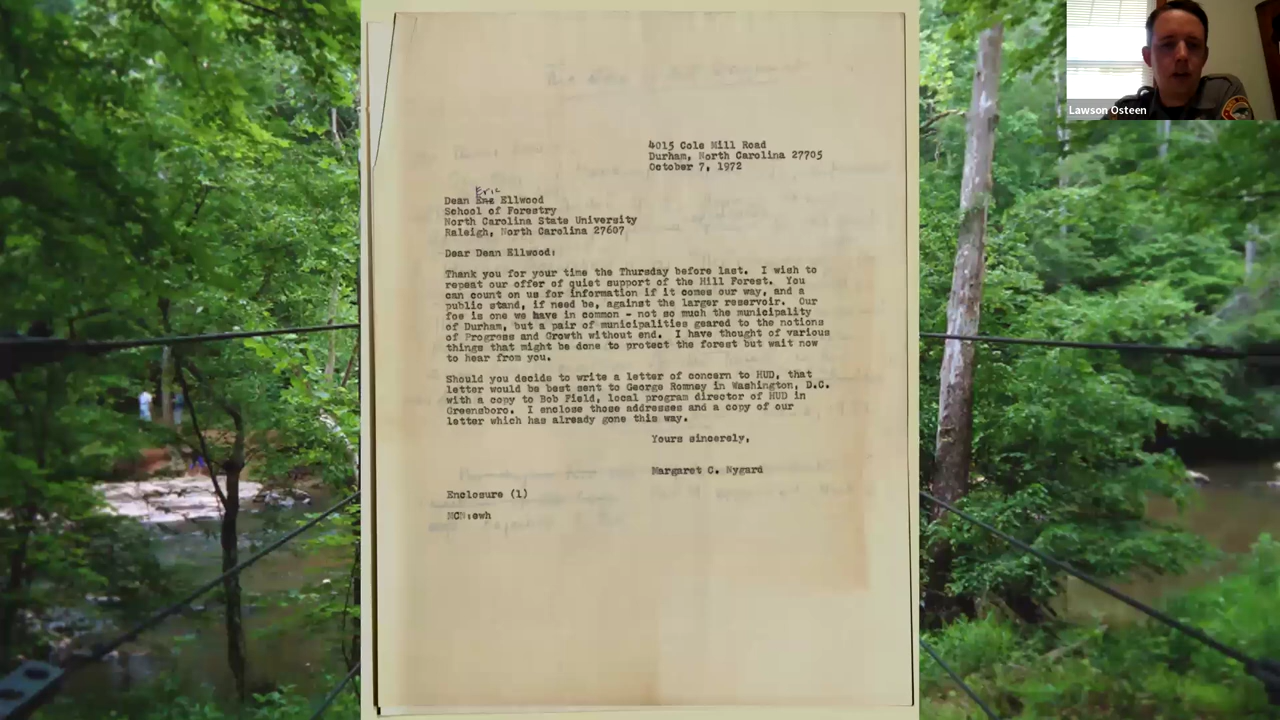 Lawson Osteen
4015 Cole Mill Road
Durham, North Carolina 27705
October 7, 1972
Eric
Dean Ene Ellwood
School of Forestry
North Carolina State University
Raleigh, North Carolina 27607
Dear Dean Ellwood:
Thank you for your time the Thursday before last. I wish to
repeat our offer of quiet support of the Hill Forest. You
can count on us for information if it comes our way, and a
public stand, if need be, against the larger reservoir. Our
foe is one we have in common - not so much the municipality
of Durham, but a pair of municipalities geared to the notions
of Progress and Growth without end. I have thought of various
things that might be done to protect the forest but wait now
to hear from you.
Should you decide to write a letter of concern to HUD, that
letter would be best sent to George Romney in Washington, D.C.
with a copy to Bob Field, local program director of HUD in
Greensboro. I enclose those addresses and a copy of our
letter which has already gone this way.
Yours sincerely,
Margaret C. Nygard
Enclosure (1)
MCN:ewh